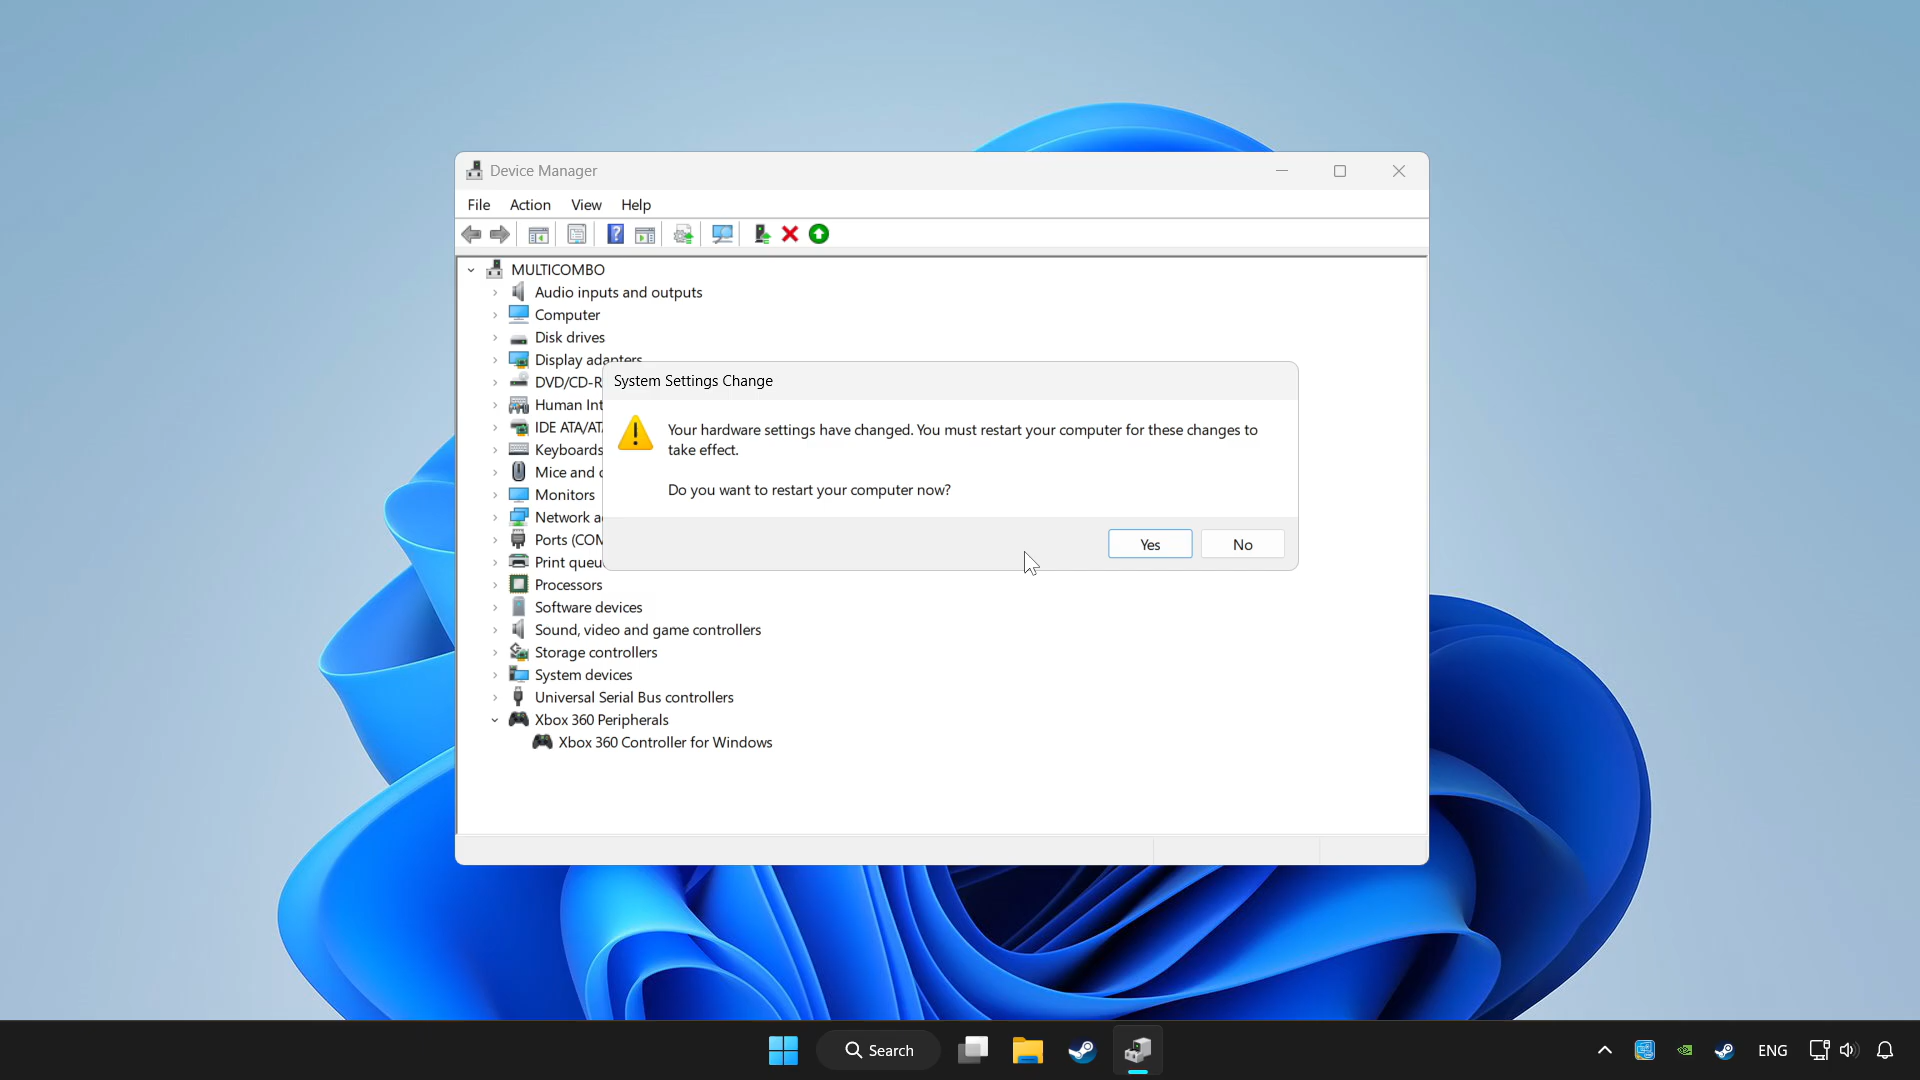 Device Manager
File Action View Help
MULTICOMBO
Audio inputs and outputs
Computer
Disk drives
Display adapters
DVD/CD-R
Human Int
IDE ATA/AT
Keyboards
Mice and
Monitors
Network a
Ports (COM
Print queu
Processors
Software devices
Sound, video and game controllers
Storage controllers
System devices
Universal Serial Bus controllers
Xbox 360 Peripherals
Xbox 360 Controller for Windows
System Settings Change
Your hardware settings have changed. You must restart your computer for these changes to
take effect.
Do you want to restart your computer now?
Yes No
Search
ENG